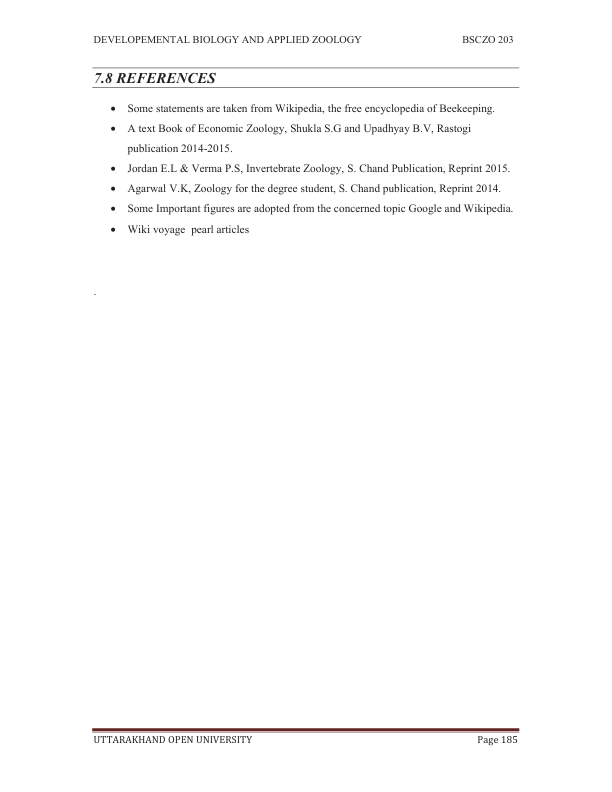 DEVELOPEMENTAL BIOLOGY AND APPLIED ZOOLOGY BSCZO 203
7.8 REFERENCES
• Some statements are taken from Wikipedia, the free encyclopedia of Beekeeping.
• A text Book of Economic Zoology, Shukla S.G and Upadhyay B.V, Rastogi
publication 2014-2015.
• Jordan E.L & Verma P.S, Invertebrate Zoology, S. Chand Publication, Reprint 2015.
• Agarwal V.K, Zoology for the degree student, S. Chand publication, Reprint 2014.
• Some Important figures are adopted from the concerned topic Google and Wikipedia.
• Wiki voyage pearl articles
.
UTTARAKHAND OPEN UNIVERSITY Page 185